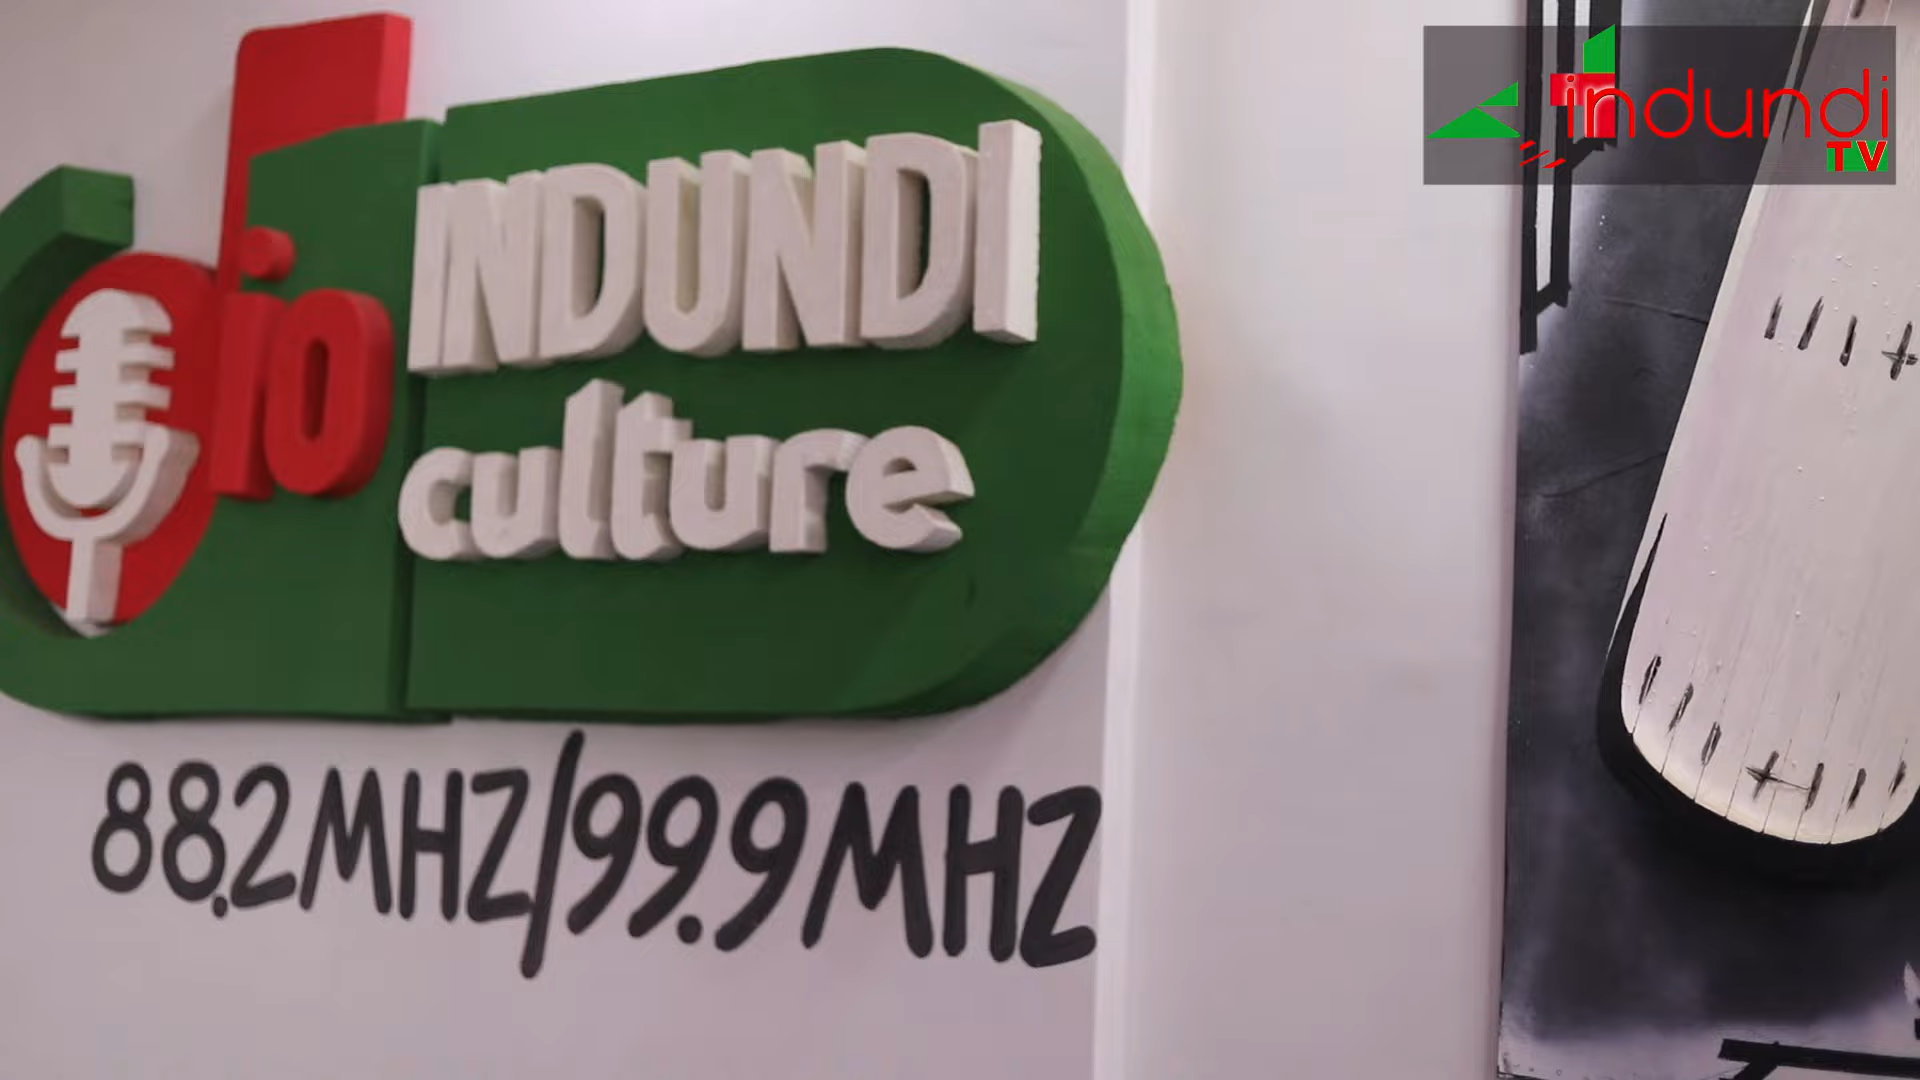 dio
INDUNDI
culture
88.2MHZ/99.9MHZ
indundi
TV